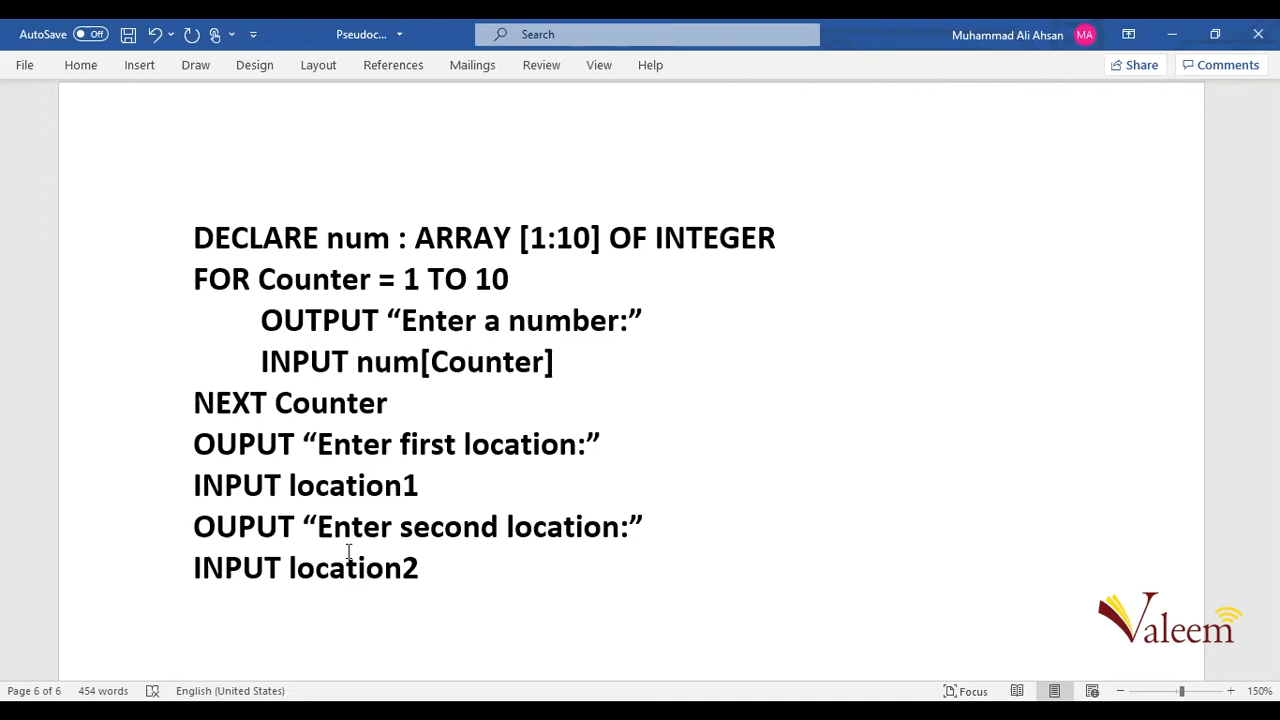 AutoSave Off Pseudoc... Search Muhammad Ali Ahsan MA
File Home Insert Draw Design Layout References Mailings Review View Help Share Comments
DECLARE num : ARRAY [1:10] OF INTEGER
FOR Counter = 1 TO 10
OUTPUT “Enter a number:”
INPUT num[Counter]
NEXT Counter
OUPUT “Enter first location:”
INPUT location1
OUPUT “Enter second location:”
INPUT location2
Valeem
Page 6 of 6 454 words English (United States) Focus 150%